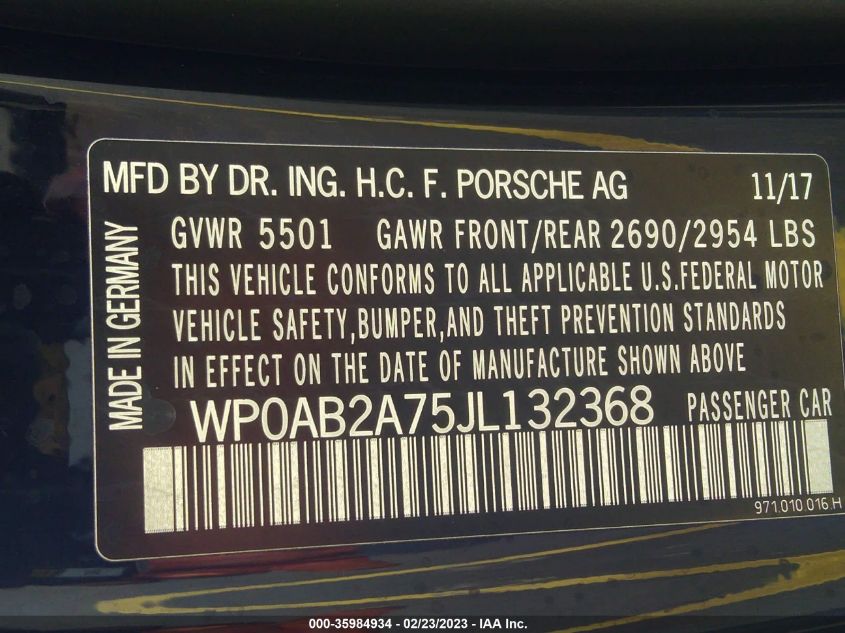 MFD BY DR. ING. H.C. F. PORSCHE AG 11/17
GVWR 5501 GAWR FRONT/REAR 2690/2954 LBS
THIS VEHICLE CONFORMS TO ALL APPLICABLE U.S.FEDERAL MOTOR
VEHICLE SAFETY,BUMPER,AND THEFT PREVENTION STANDARDS
IN EFFECT ON THE DATE OF MANUFACTURE SHOWN ABOVE
MADE IN GERMANY
WP0AB2A75JL132368 PASSENGER CAR
971.010.016.H
000-35984934 / 02/23/2023 - IAA Inc.